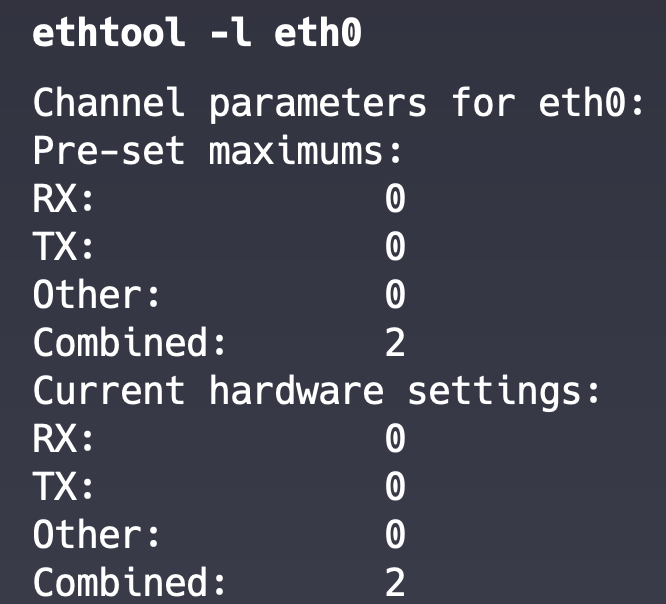 ethtool -l eth0
Channel parameters for eth0:
Pre-set maximums:
RX: 0
TX: 0
Other: 0
Combined: 2
Current hardware settings:
RX: 0
TX: 0
Other: 0
Combined: 2